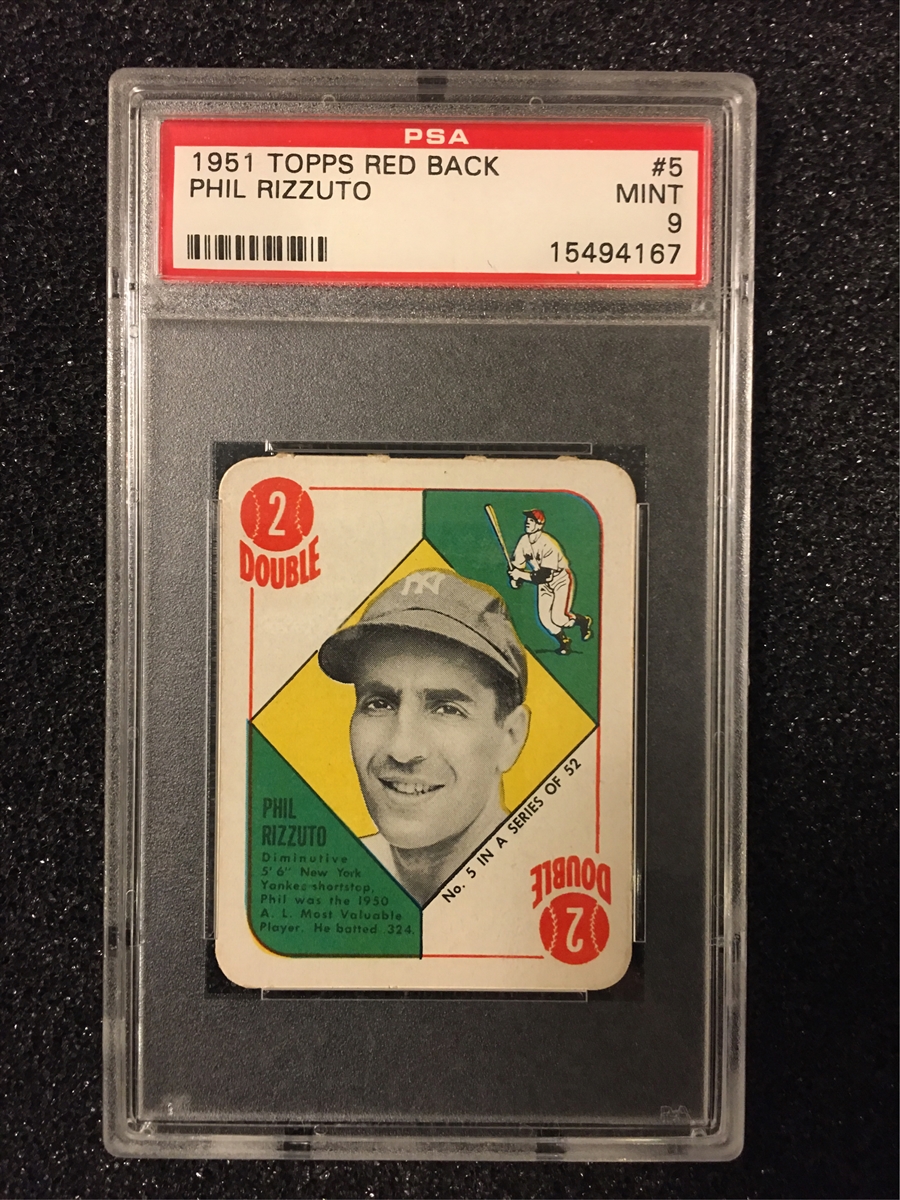 PSA
1951 TOPPS RED BACK #5
PHIL RIZZUTO MINT
9
15494167
2
DOUBLE
NY
PHIL
RIZZUTO
Diminutive
5' 6" New York
Yankee shortstop,
Phil was the 1950
A. L. Most Valuable
Player. He batted .324.
No. 5 IN A SERIES OF 52
DOUBLE
2
PSA